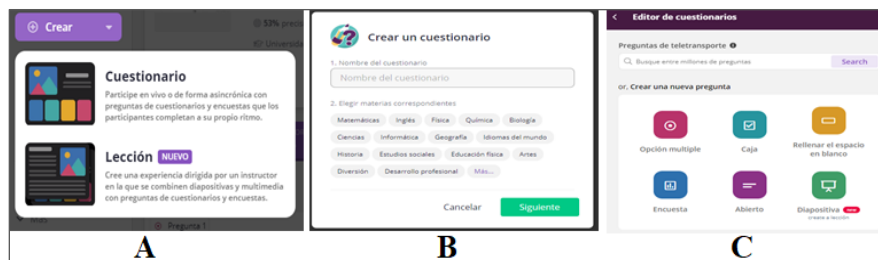 Crear
53% preci
Universida
Cuestionario
Participe en vivo o de forma asincrónica con
preguntas de cuestionarios y encuestas que los
participantes completan a su propio ritmo.
Lección NUEVO
Cree una experiencia dirigida por un instructor
en la que se combinen diapositivas y multimedia
con preguntas de cuestionarios y encuestas.
Pregunta 1
A
Crear un cuestionario
1. Nombre del cuestionario
Nombre del cuestionario
2. Elegir materias correspondientes
Matemáticas Inglés Física Química Biología
Ciencias Informática Geografía Idiomas del mundo
Historia Estudios sociales Educación física Artes
Diversión Desarrollo profesional Más...
Cancelar Siguiente
B
Editor de cuestionarios
Preguntas de teletransporte
Busque entre millones de preguntas Search
or, Crear una nueva pregunta
Opción multiple Caja Rellenar el espacio
en blanco
Encuesta Abierto Diapositiva new
creare a lección
C